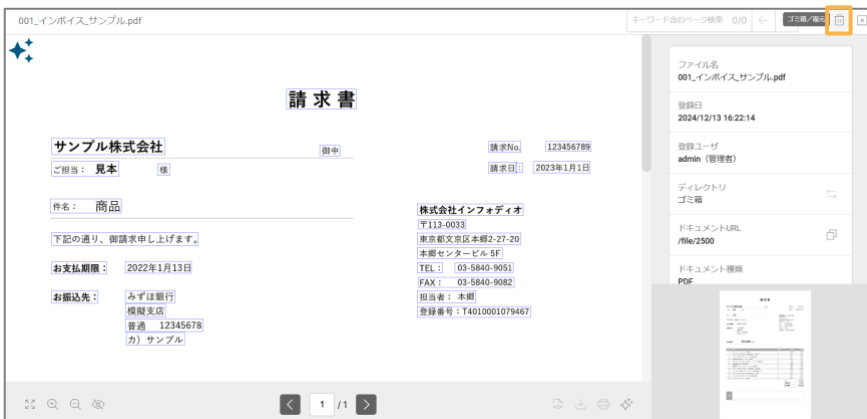 001_インボイス_サンプル.pdf
キーワード含むページ検索 0/0
ゴミ箱/復元
請求書
サンプル株式会社 御中
ご担当： 見本 様
請求No. 123456789
請求日： 2023年1月1日
件名： 商品
下記の通り、御請求申し上げます。
お支払期限： 2022年1月13日
お振込先： みずほ銀行
模擬支店
普通 12345678
カ）サンプル
株式会社インフォディオ
〒113-0033
東京都文京区本郷2-27-20
本郷センタービル 5F
TEL： 03-5840-9051
FAX： 03-5840-9082
担当者： 本郷
登録番号：T4010001079467
ファイル名
001_インボイス_サンプル.pdf
登録日
2024/12/13 16:22:14
登録ユーザ
admin（管理者）
ディレクトリ
ゴミ箱
ドキュメントURL
/file/2500
ドキュメント種類
PDF
1 /1